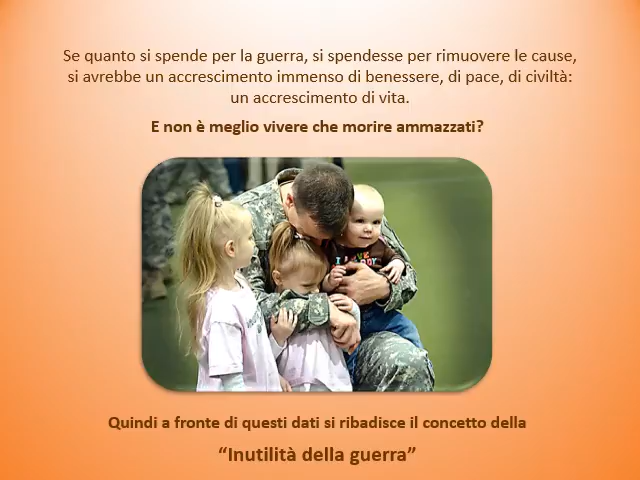 Se quanto si spende per la guerra, si spendesse per rimuovere le cause,
si avrebbe un accrescimento immenso di benessere, di pace, di civiltà:
un accrescimento di vita.
E non è meglio vivere che morire ammazzati?
I LOVE
Quindi a fronte di questi dati si ribadisce il concetto della
“Inutilità della guerra”